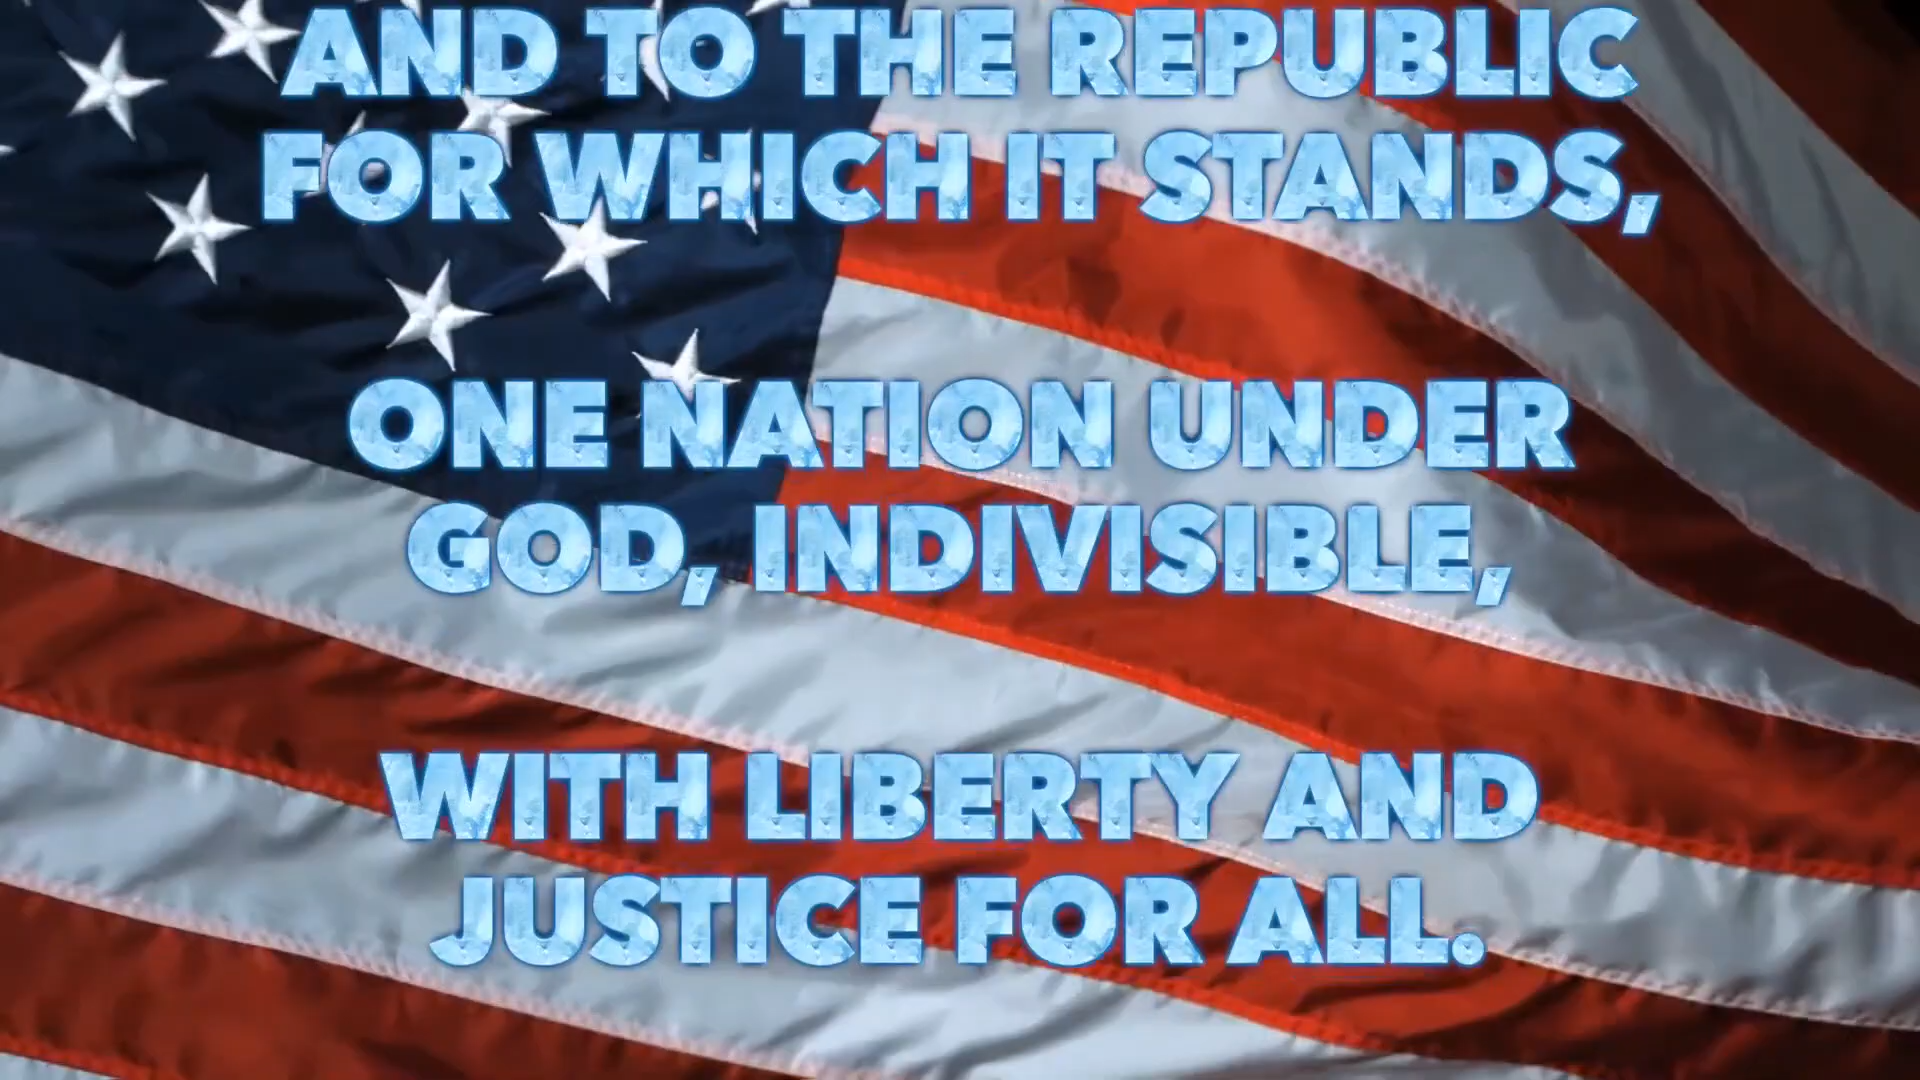 AND TO THE REPUBLIC
FOR WHICH IT STANDS,
ONE NATION UNDER
GOD, INDIVISIBLE,
WITH LIBERTY AND
JUSTICE FOR ALL.